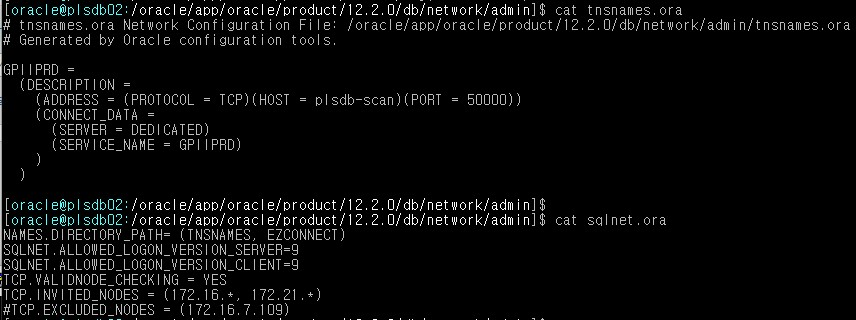 [oracle@plsdb02:/oracle/app/oracle/product/12.2.0/db/network/admin]$ cat tnsnames.ora
# tnsnames.ora Network Configuration File: /oracle/app/oracle/product/12.2.0/db/network/admin/tnsnames.ora
# Generated by Oracle configuration tools.
GPIIPRD =
(DESCRIPTION =
(ADDRESS = (PROTOCOL = TCP)(HOST = plsdb-scan)(PORT = 50000))
(CONNECT_DATA =
(SERVER = DEDICATED)
(SERVICE_NAME = GPIIPRD)
)
)
[oracle@plsdb02:/oracle/app/oracle/product/12.2.0/db/network/admin]$
[oracle@plsdb02:/oracle/app/oracle/product/12.2.0/db/network/admin]$ cat sqlnet.ora
NAMES.DIRECTORY_PATH= (TNSNAMES, EZCONNECT)
SQLNET.ALLOWED_LOGON_VERSION_SERVER=9
SQLNET.ALLOWED_LOGON_VERSION_CLIENT=9
TCP.VALIDNODE_CHECKING = YES
TCP.INVITED_NODES = (172.16.*, 172.21.*)
#TCP.EXCLUDED_NODES = (172.16.7.109)